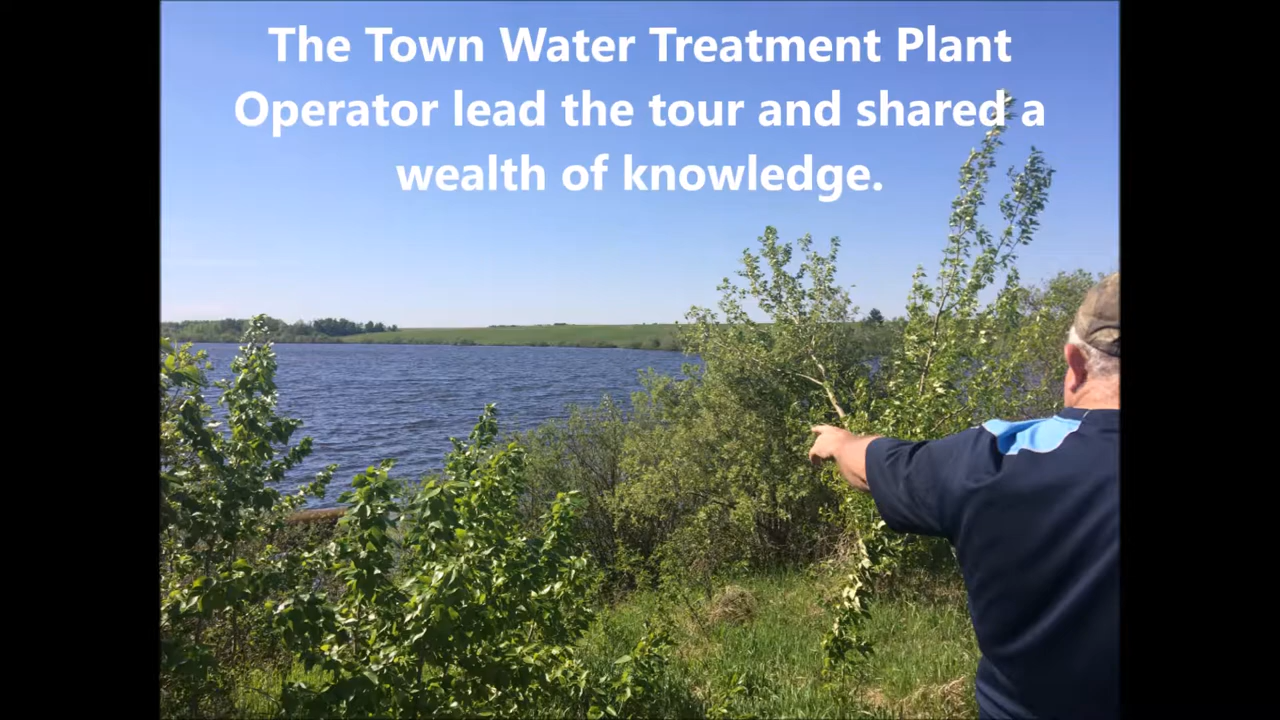 The Town Water Treatment Plant
Operator lead the tour and shared a
wealth of knowledge.